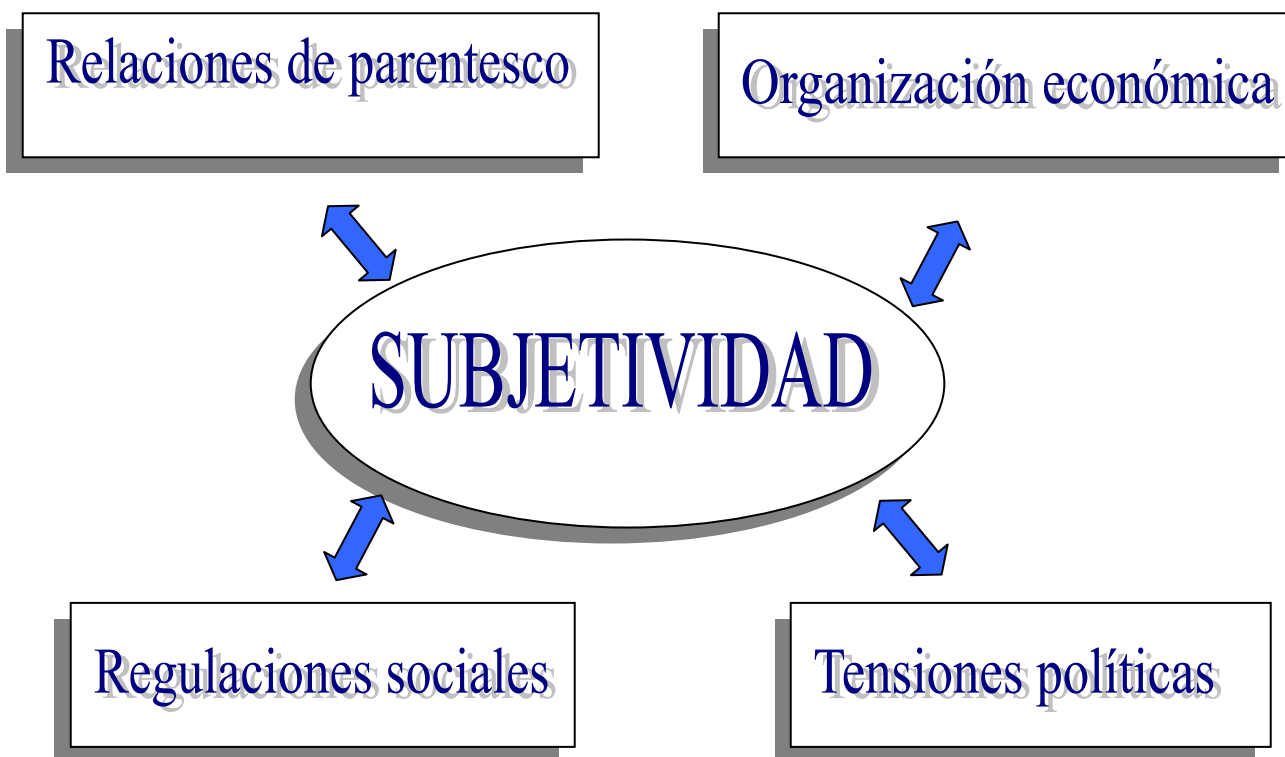 Relaciones de parentesco
Organización económica
SUBJETIVIDAD
Regulaciones sociales
Tensiones políticas